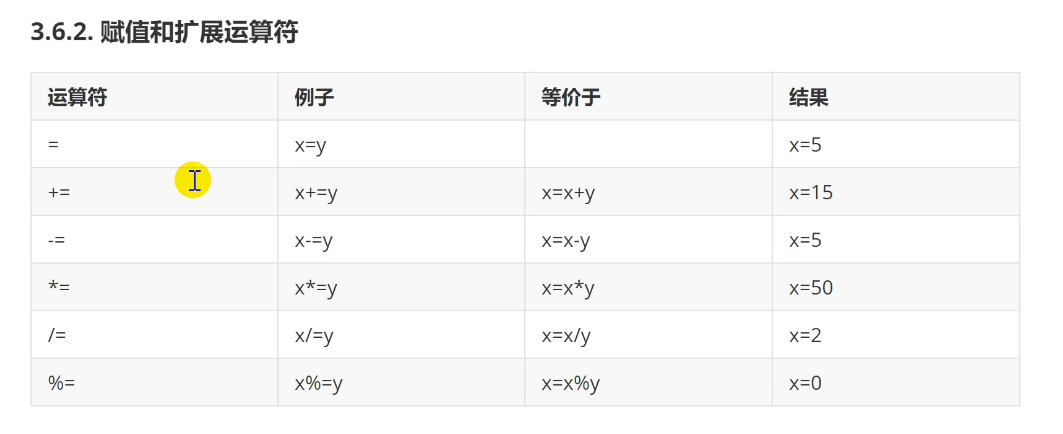 3.6.2. 赋值和扩展运算符
运算符 例子 等价于 结果
= x=y x=5
+= x+=y x=x+y x=15
-= x-=y x=x-y x=5
*= x*=y x=x*y x=50
/= x/=y x=x/y x=2
%= x%=y x=x%y x=0